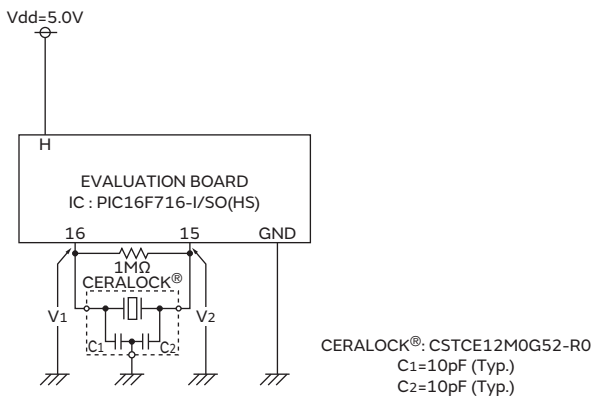 Vdd=5.0V
H
EVALUATION BOARD
IC : PIC16F716-I/SO(HS)
16 15 GND
1MΩ
CERALOCK®
V1 V2
C1 C2
CERALOCK®: CSTCE12M0G52-R0
C1=10pF (Typ.)
C2=10pF (Typ.)